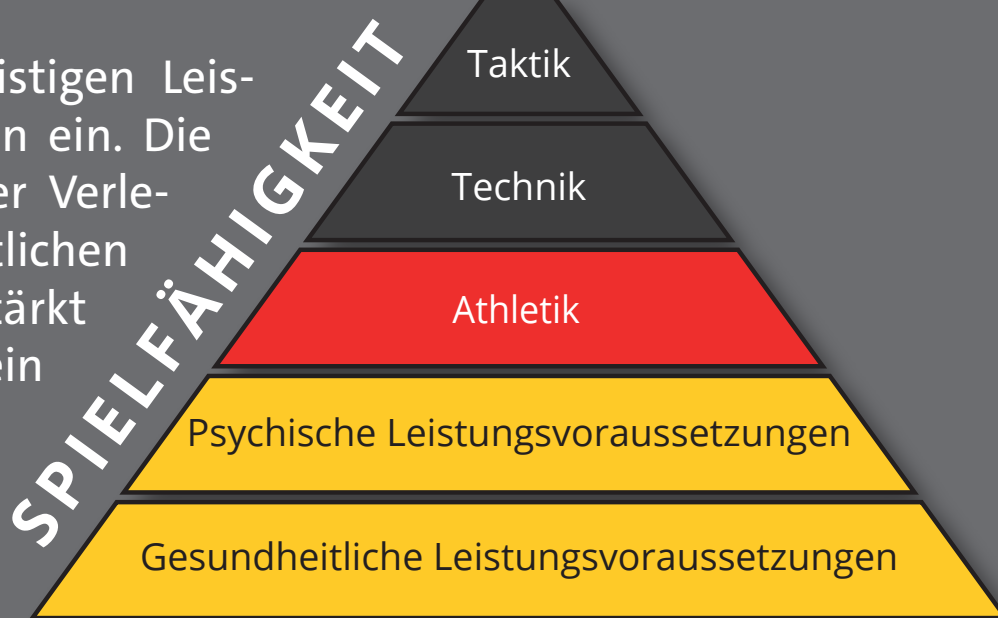 istigen Leis-
n ein. Die
er Verle-
tlichen
tärkt
ein
SPIELFÄHIGKEIT
Taktik
Technik
Athletik
Psychische Leistungsvoraussetzungen
Gesundheitliche Leistungsvoraussetzungen